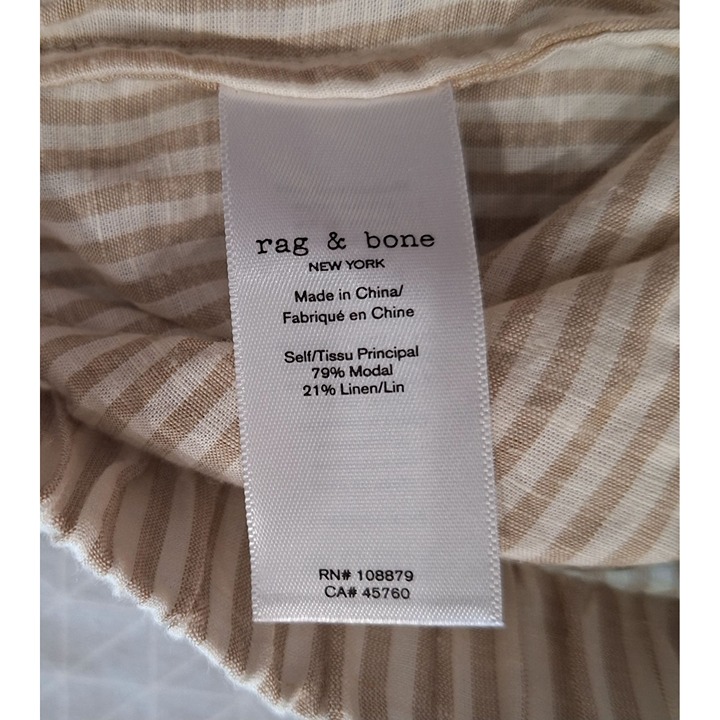 rag & bone
NEW YORK
Made in China/
Fabriqué en Chine
Self/Tissu Principal
79% Modal
21% Linen/Lin
RN# 108879
CA# 45760